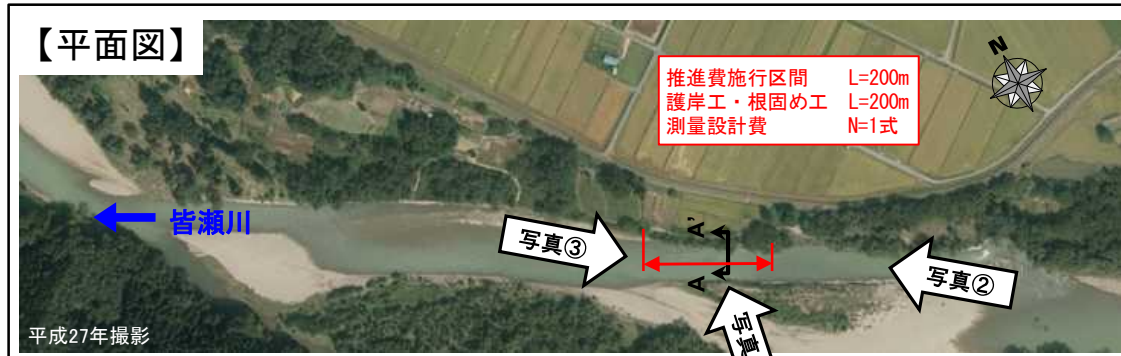 【平面図】
N
推進費施行区間 L=200m
護岸工・根固め工 L=200m
測量設計費 N=1式
皆瀬川
写真③
A'
A
写真②
写真
平成27年撮影